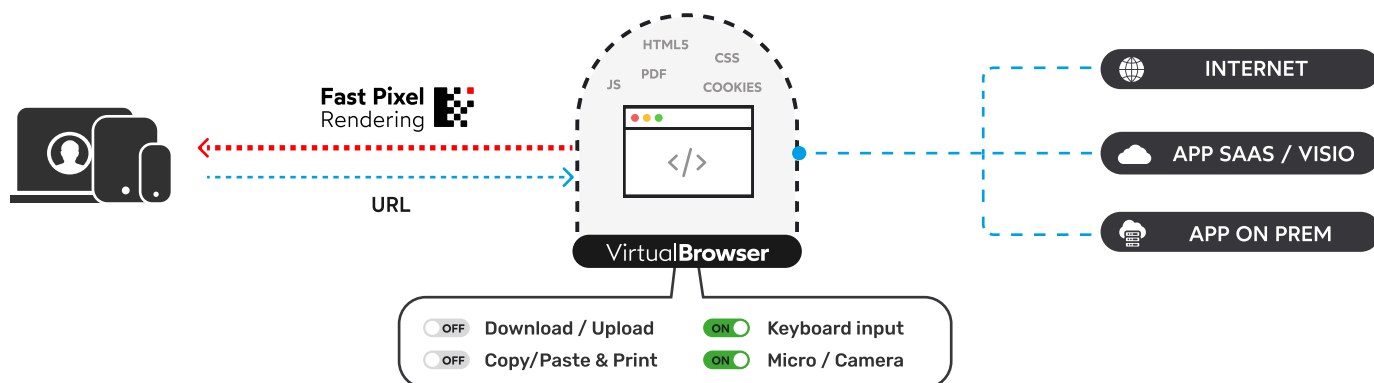 Fast Pixel
Rendering
URL
HTML5
CSS
PDF
JS
COOKIES
</>
VirtualBrowser
OFF Download / Upload
ON Keyboard input
OFF Copy/Paste & Print
ON Micro / Camera
INTERNET
APP SAAS / VISIO
APP ON PREM